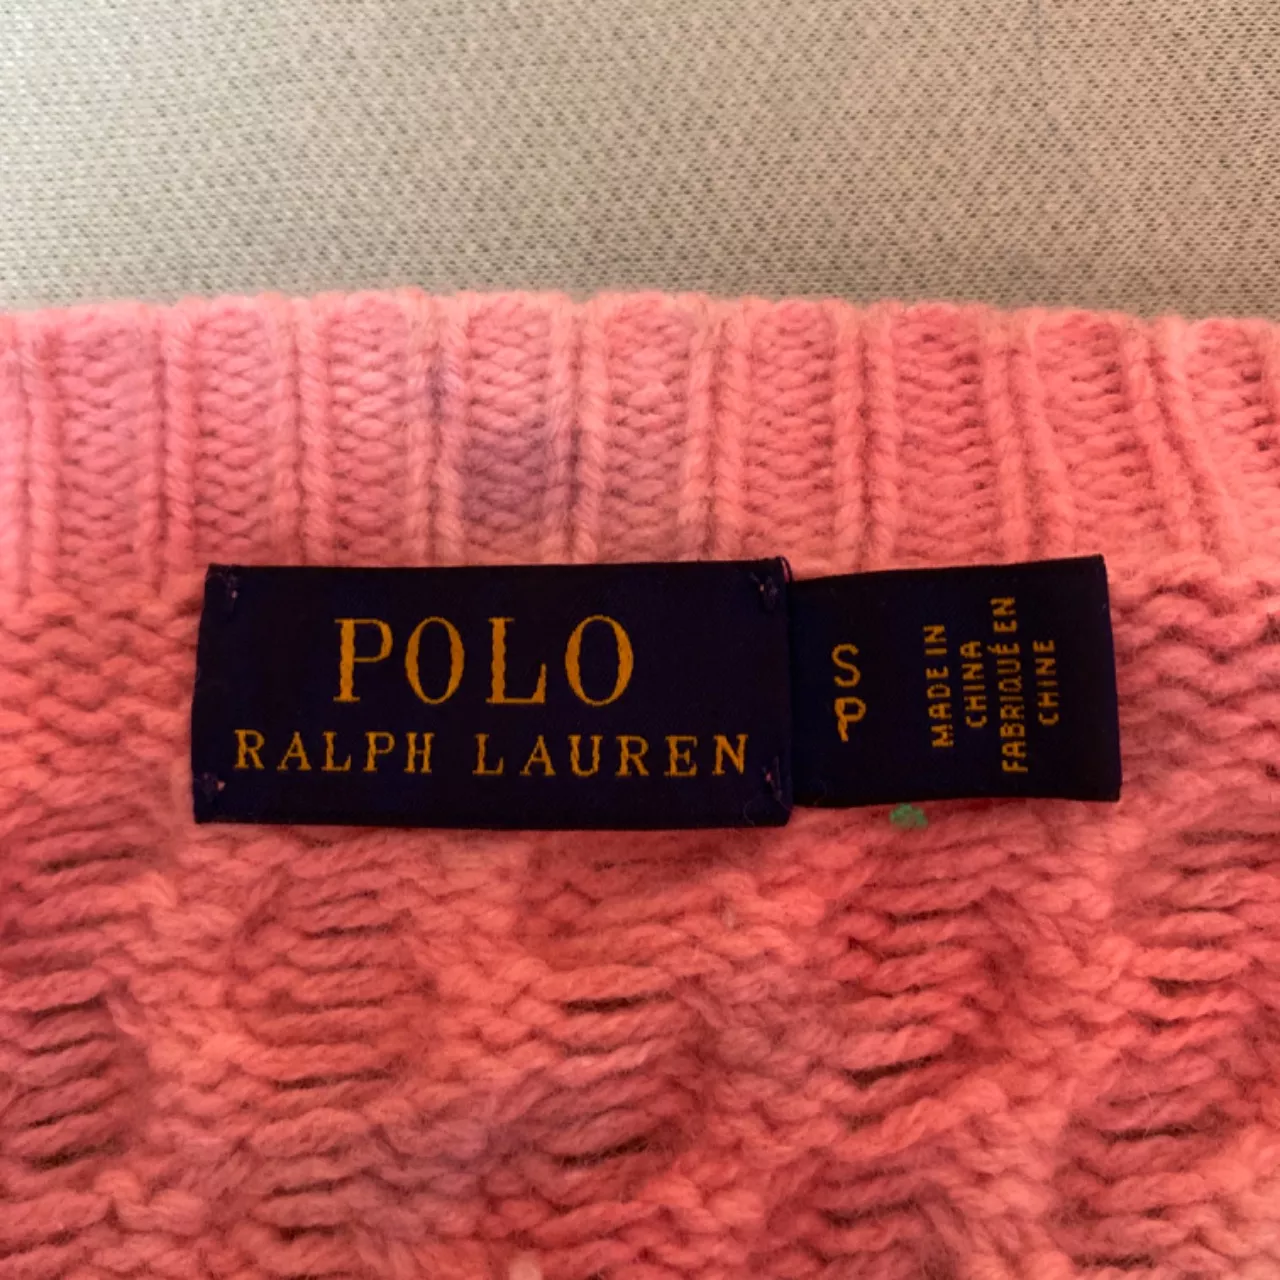 POLO
RALPH LAUREN
S
P
MADE IN
CHINA
FABRIQUÉ EN
CHINE